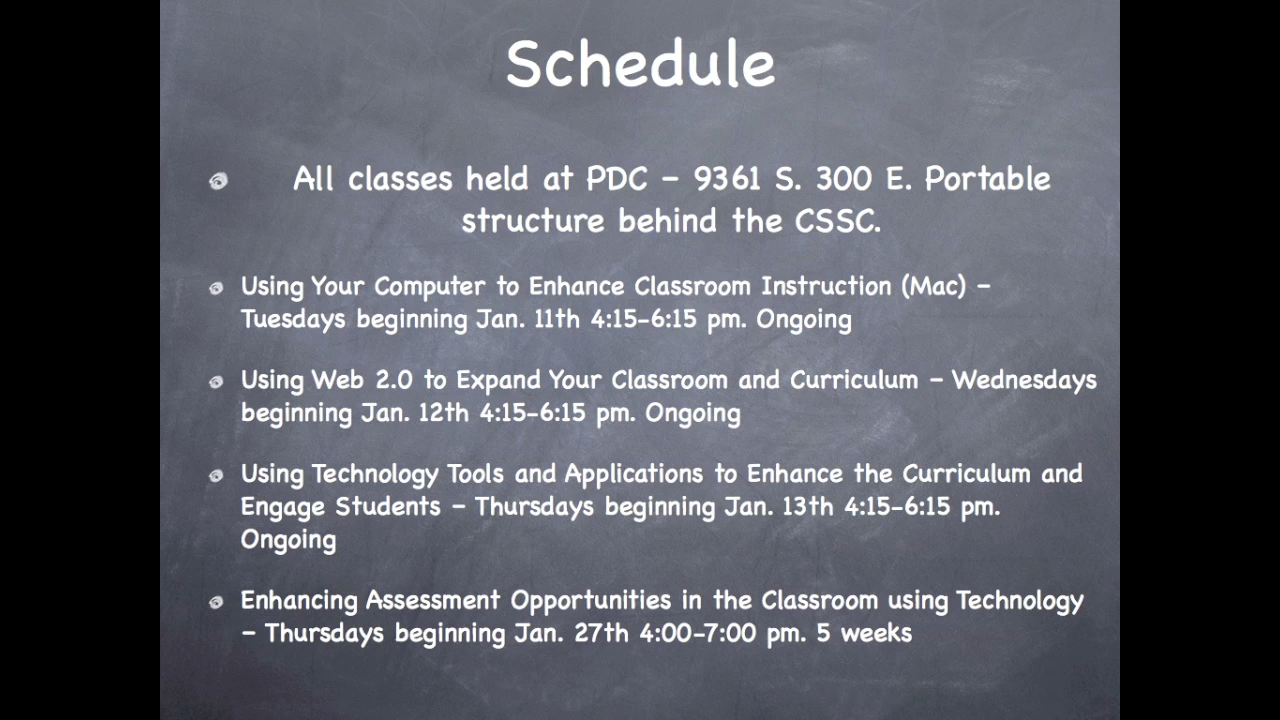 Schedule
All classes held at PDC - 9361 S. 300 E. Portable
structure behind the CSSC.
Using Your Computer to Enhance Classroom Instruction (Mac) -
Tuesdays beginning Jan. 11th 4:15-6:15 pm. Ongoing
Using Web 2.0 to Expand Your Classroom and Curriculum - Wednesdays
beginning Jan. 12th 4:15-6:15 pm. Ongoing
Using Technology Tools and Applications to Enhance the Curriculum and
Engage Students - Thursdays beginning Jan. 13th 4:15-6:15 pm.
Ongoing
Enhancing Assessment Opportunities in the Classroom using Technology
- Thursdays beginning Jan. 27th 4:00-7:00 pm. 5 weeks